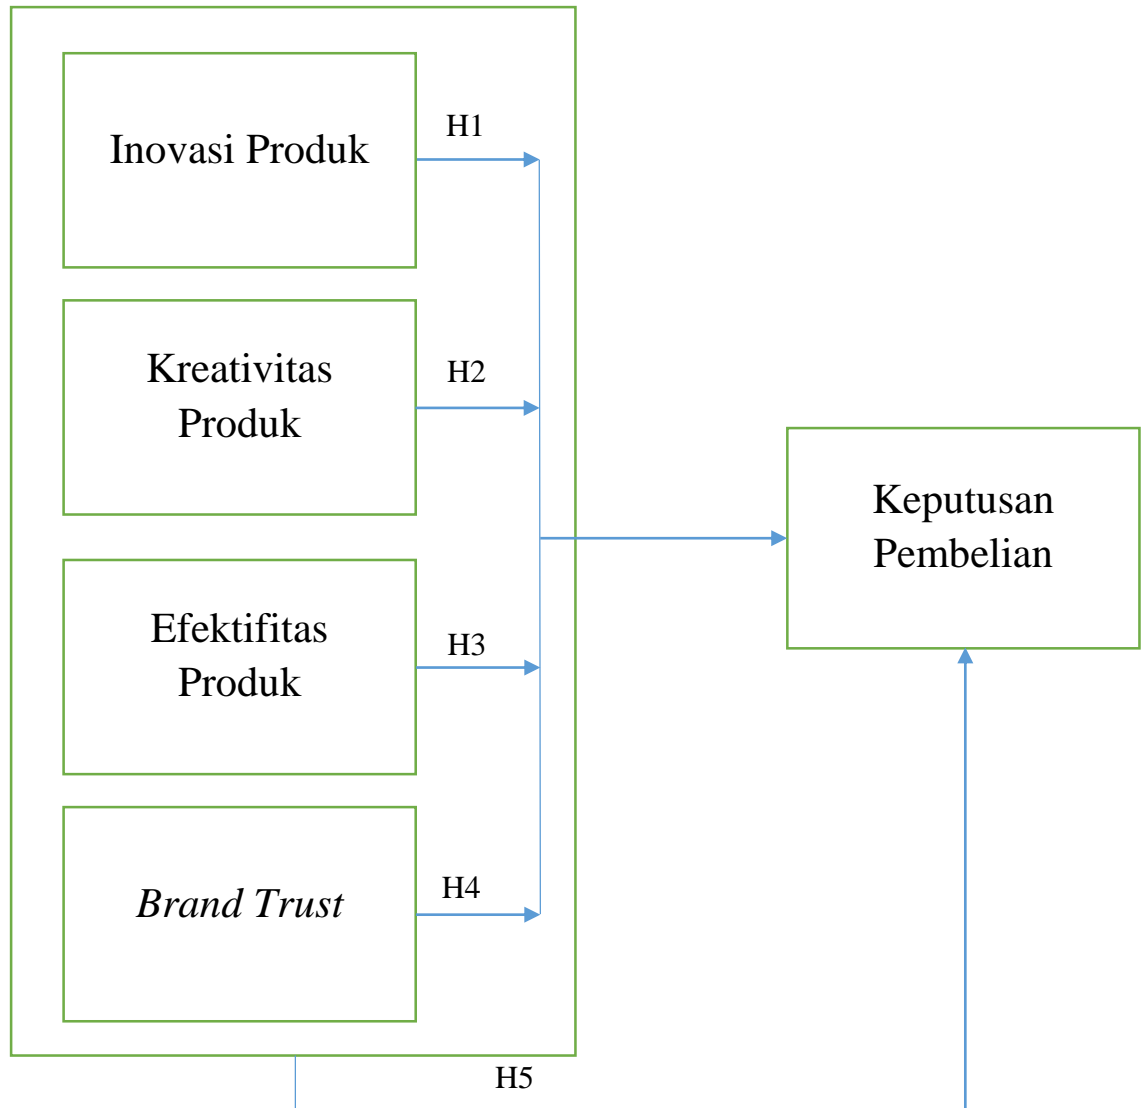 Inovasi Produk
H1
Kreativitas
Produk
H2
Efektifitas
Produk
H3
Brand Trust
H4
Keputusan
Pembelian
H5